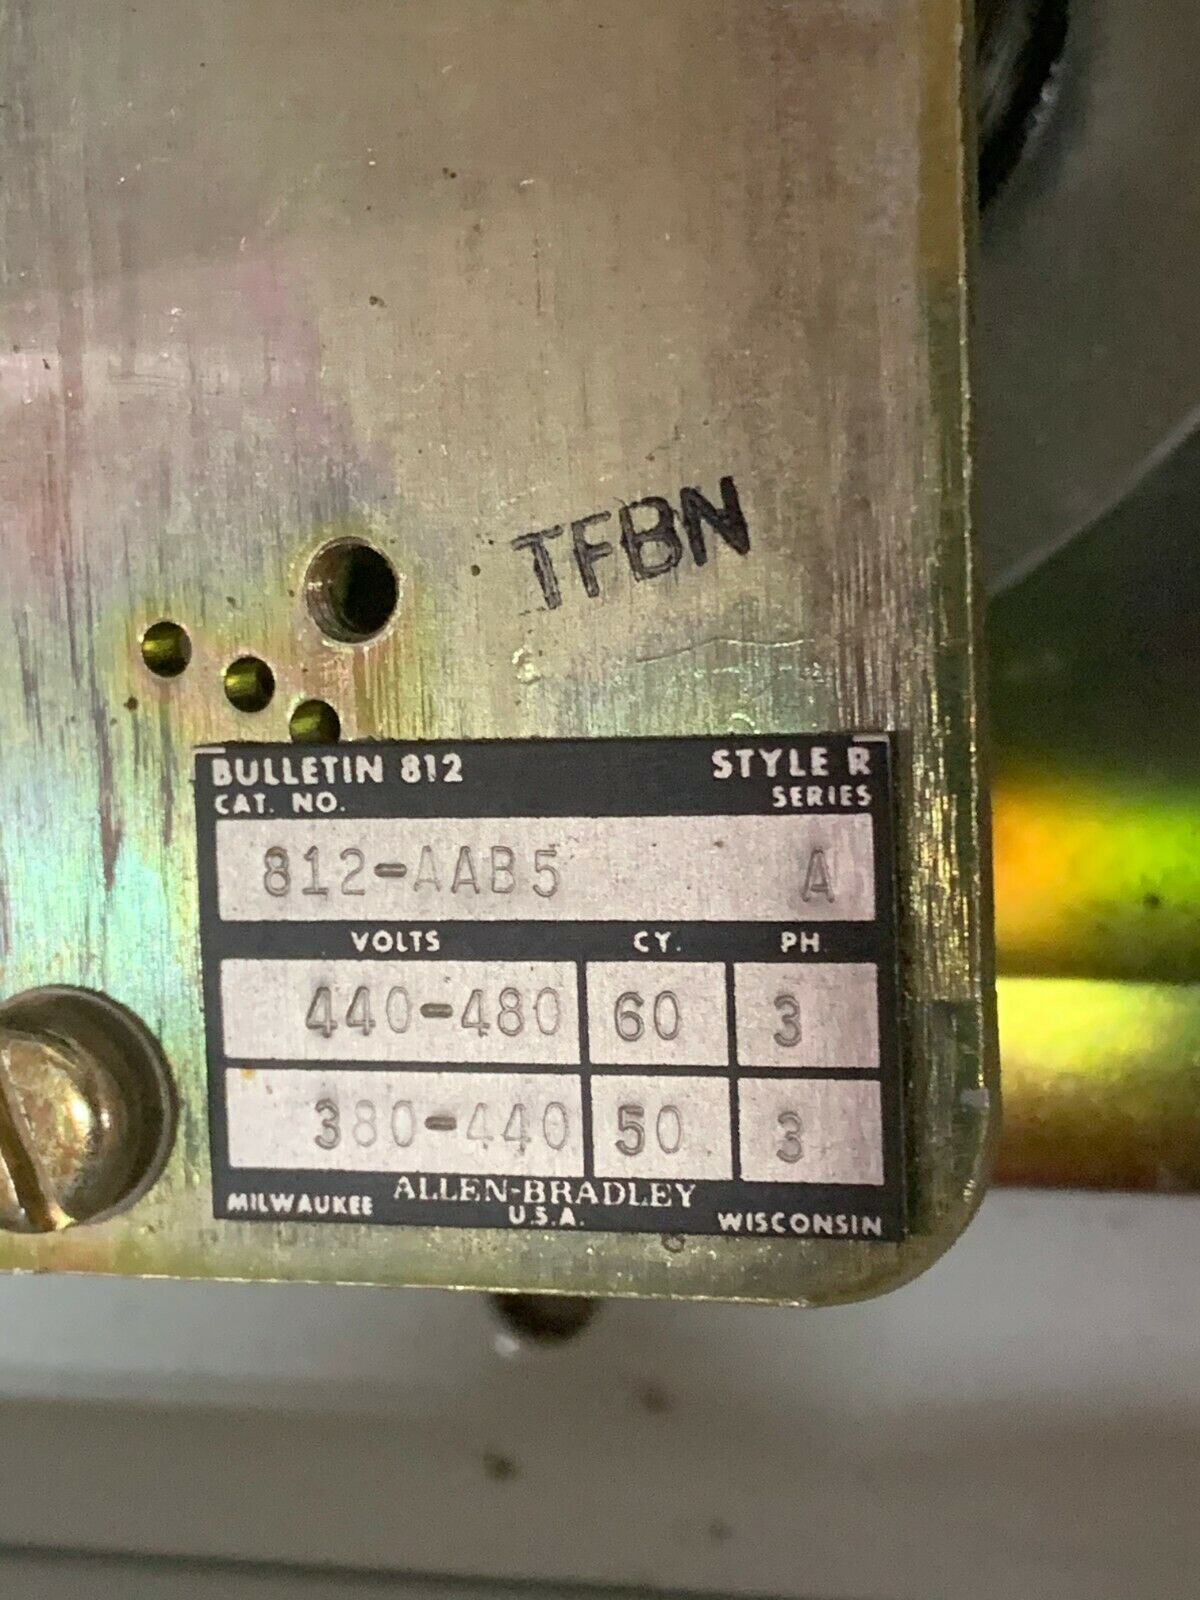 TFBN
BULLETIN 812 STYLE R
CAT. NO. SERIES
812-AAB5 A
VOLTS CY. PH.
440-480 60 3
380-440 50 3
ALLEN-BRADLEY
MILWAUKEE U.S.A. WISCONSIN